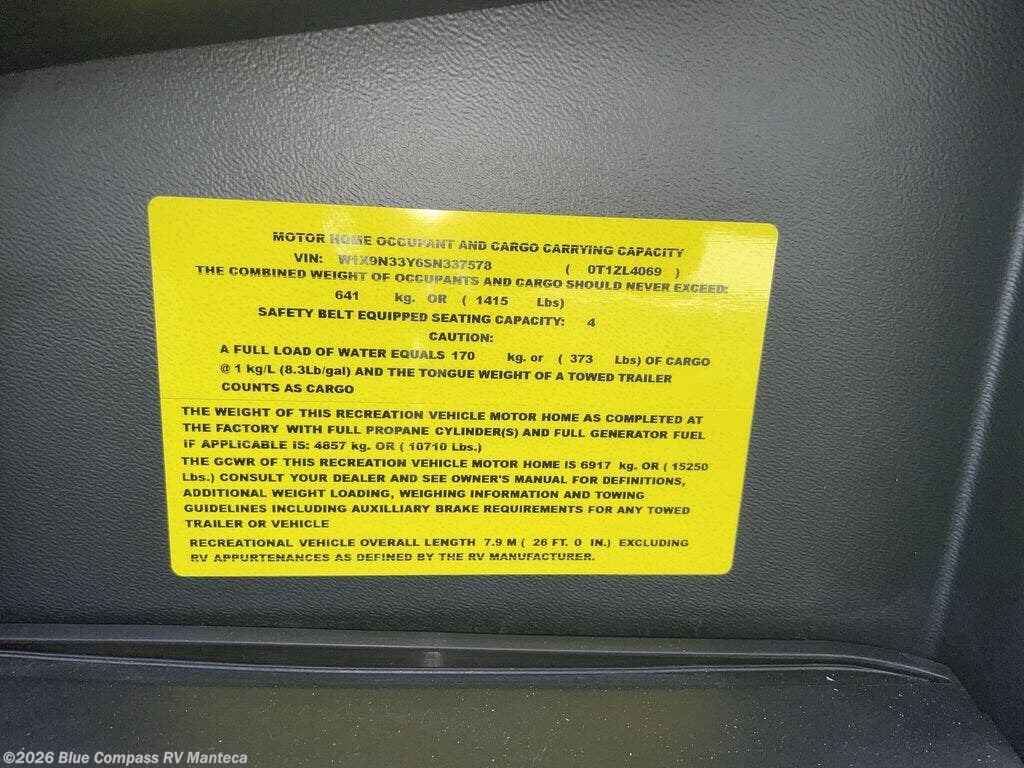 MOTOR HOME OCCUPANT AND CARGO CARRYING CAPACITY
VIN: W1X9N33Y6SN337578 ( 0T1ZL4069 )
THE COMBINED WEIGHT OF OCCUPANTS AND CARGO SHOULD NEVER EXCEED:
641 kg. OR ( 1415 Lbs)
SAFETY BELT EQUIPPED SEATING CAPACITY: 4
CAUTION:
A FULL LOAD OF WATER EQUALS 170 kg. or ( 373 Lbs) OF CARGO
@ 1 kg/L (8.3Lb/gal) AND THE TONGUE WEIGHT OF A TOWED TRAILER
COUNTS AS CARGO
THE WEIGHT OF THIS RECREATION VEHICLE MOTOR HOME AS COMPLETED AT
THE FACTORY WITH FULL PROPANE CYLINDER(S) AND FULL GENERATOR FUEL
IF APPLICABLE IS: 4857 kg. OR ( 10710 Lbs.)
THE GCWR OF THIS RECREATION VEHICLE MOTOR HOME IS 6917 kg. OR ( 15250
Lbs.) CONSULT YOUR DEALER AND SEE OWNER'S MANUAL FOR DEFINITIONS,
ADDITIONAL WEIGHT LOADING, WEIGHING INFORMATION AND TOWING
GUIDELINES INCLUDING AUXILLIARY BRAKE REQUIREMENTS FOR ANY TOWED
TRAILER OR VEHICLE
RECREATIONAL VEHICLE OVERALL LENGTH 7.9 M ( 26 FT. 0 IN.) EXCLUDING
RV APPURTENANCES AS DEFINED BY THE RV MANUFACTURER.
©2026 Blue Compass RV Manteca